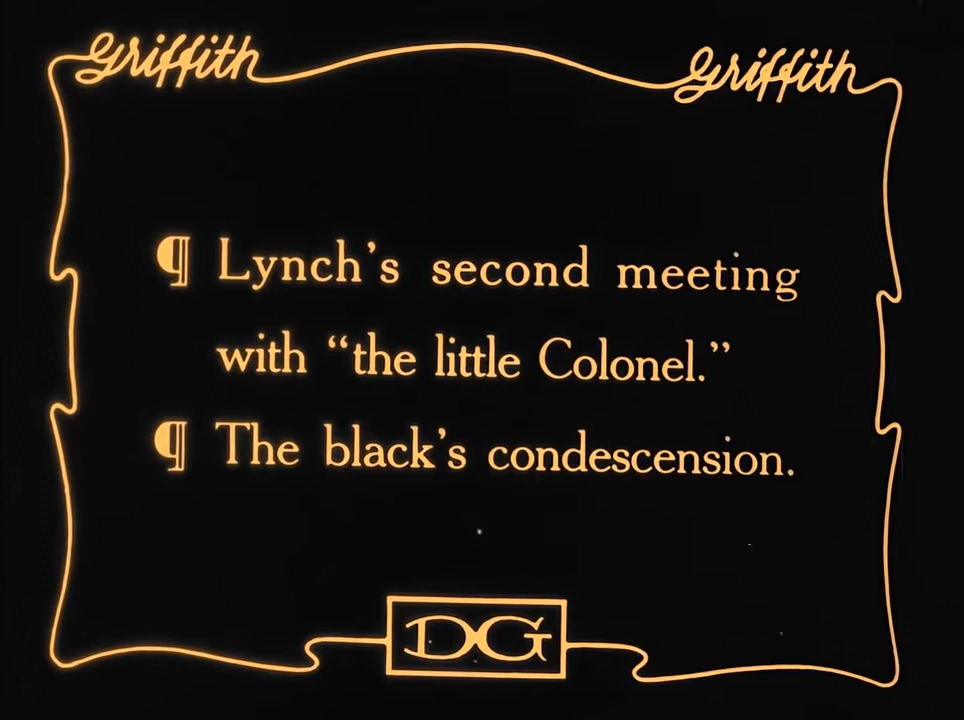 Griffith Griffith
¶ Lynch's second meeting
with “the little Colonel.”
¶ The black's condescension.
DG